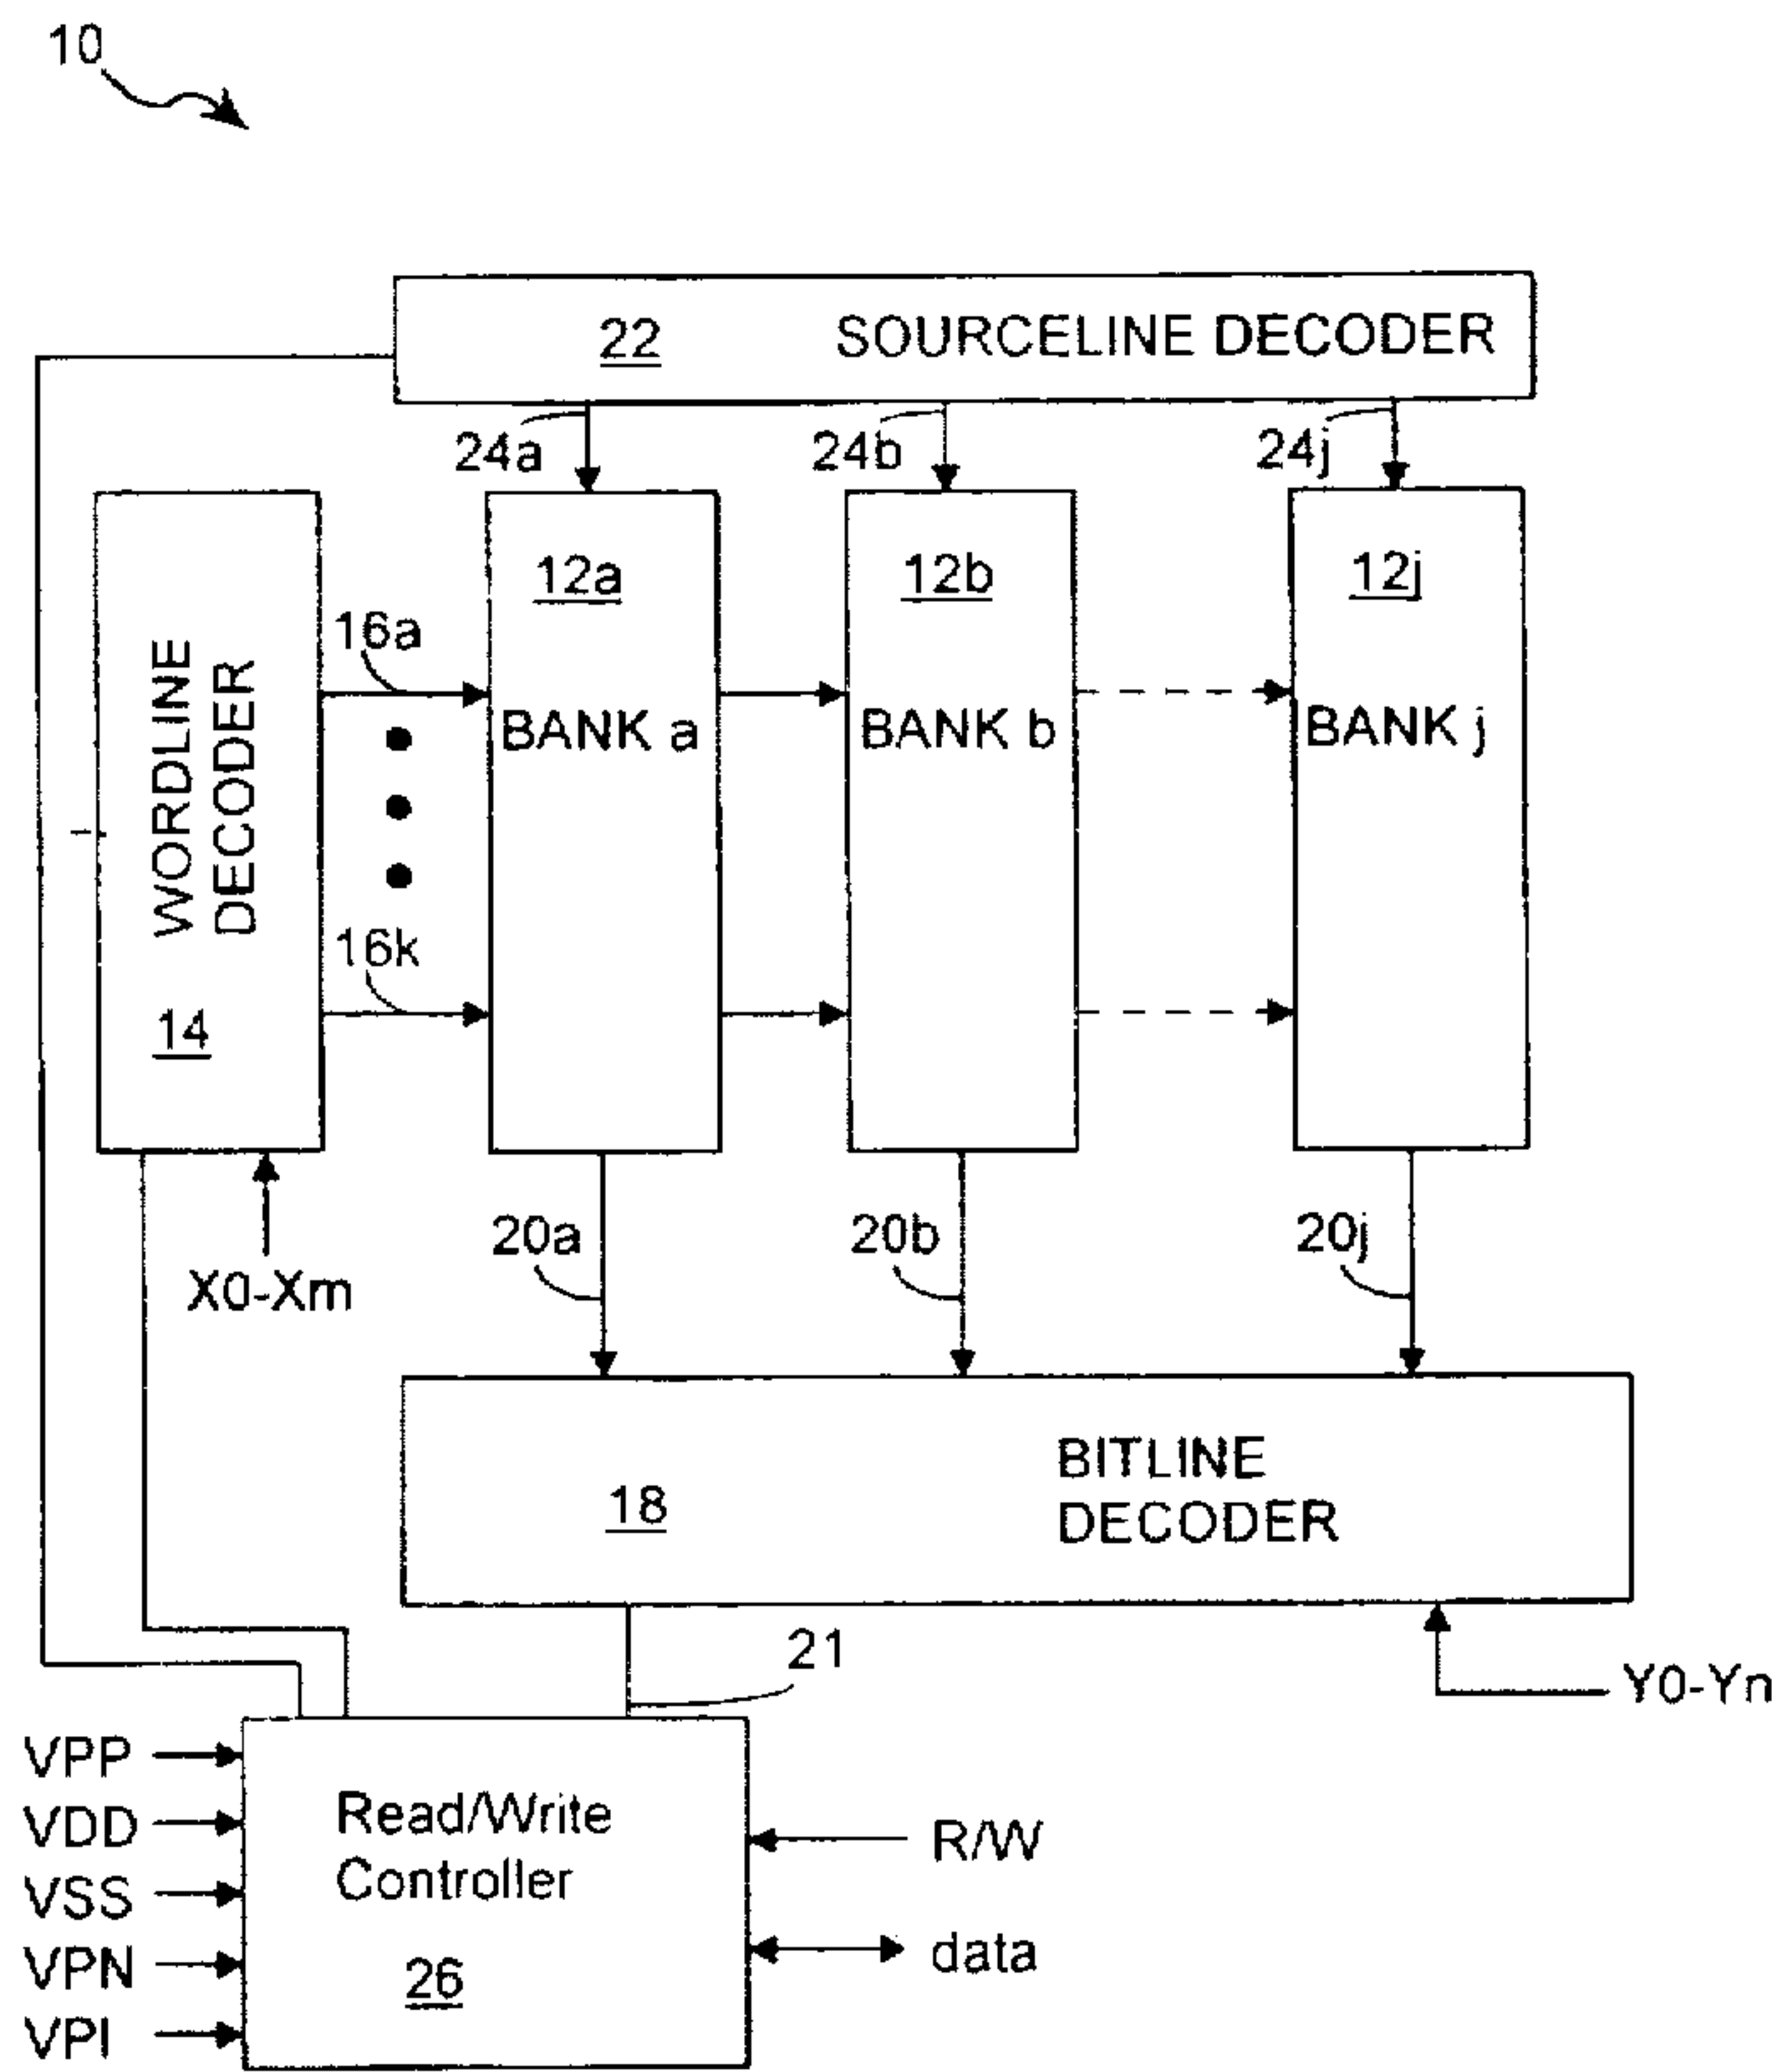 10
22 SOURCELINE DECODER
24a 24b 24j
12a 12b 12j
16a
BANK a BANK b BANK j
WORDLINE
DECODER
16k
14
20a 20b 20j
X0-Xm
BITLINE
DECODER
18
21
Y0-Yn
VPP
VDD
VSS
VPN
VPI
Read/Write
Controller
26
R/W
data